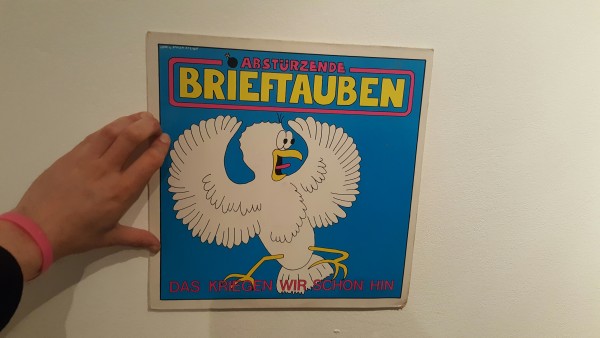 ABSTÜRZENDE
BRIEFTAUBEN
DAS KRIEGEN WIR SCHON HIN